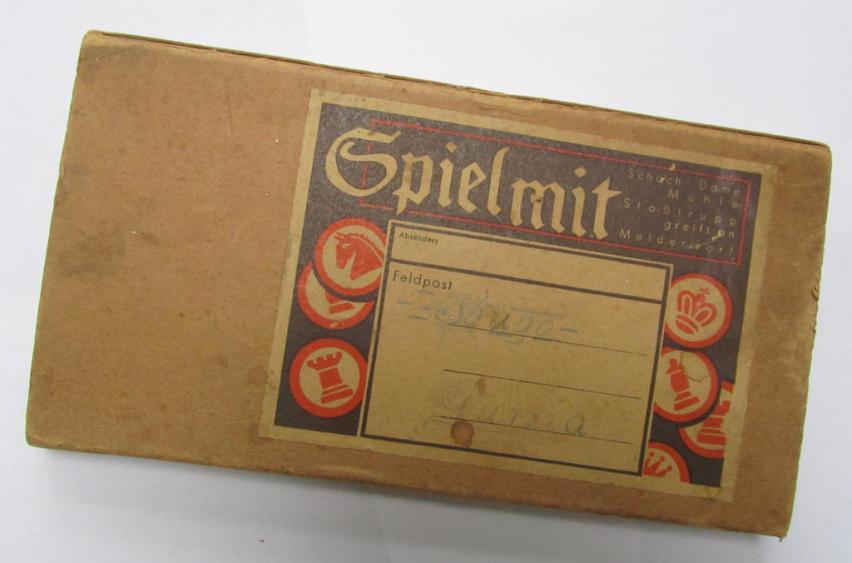 Spielmit
Schach Dame
Mühle
Stoßtrupp
greift an
Melder vor!
Absender:
Feldpost